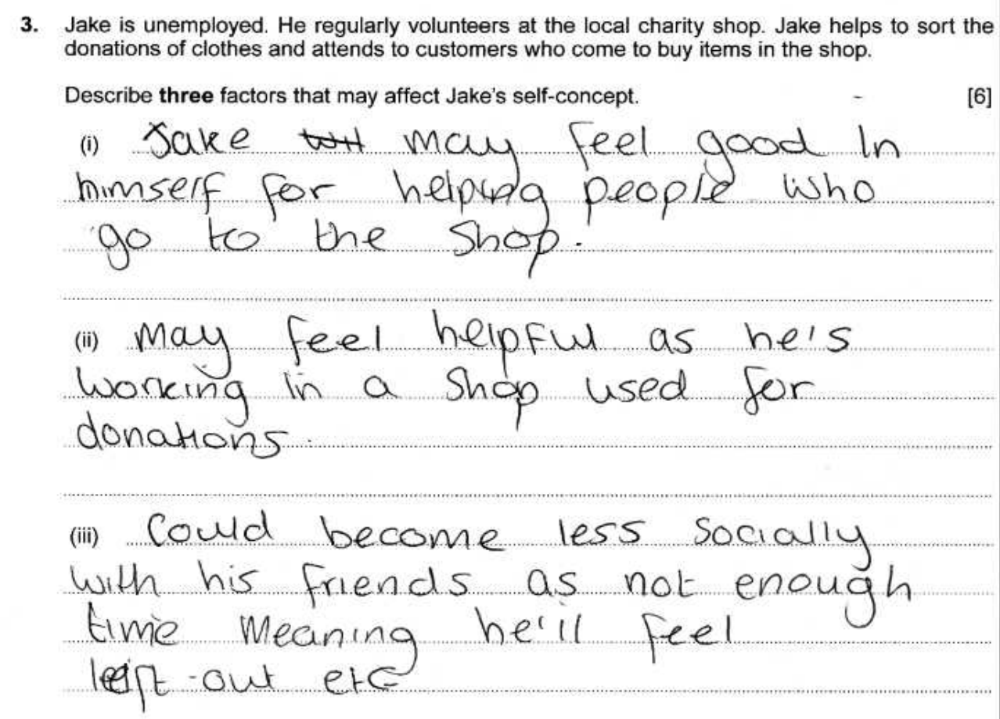 3. Jake is unemployed. He regularly volunteers at the local charity shop. Jake helps to sort the
donations of clothes and attends to customers who come to buy items in the shop.
Describe three factors that may affect Jake's self-concept. [6]
(i) Jake may feel good in
himself for helping people who
go to the shop.
(ii) may feel helpful as he's
working in a shop used for
donations.
(iii) Could become less socially
with his friends as not enough
time meaning he'll feel
left out etc